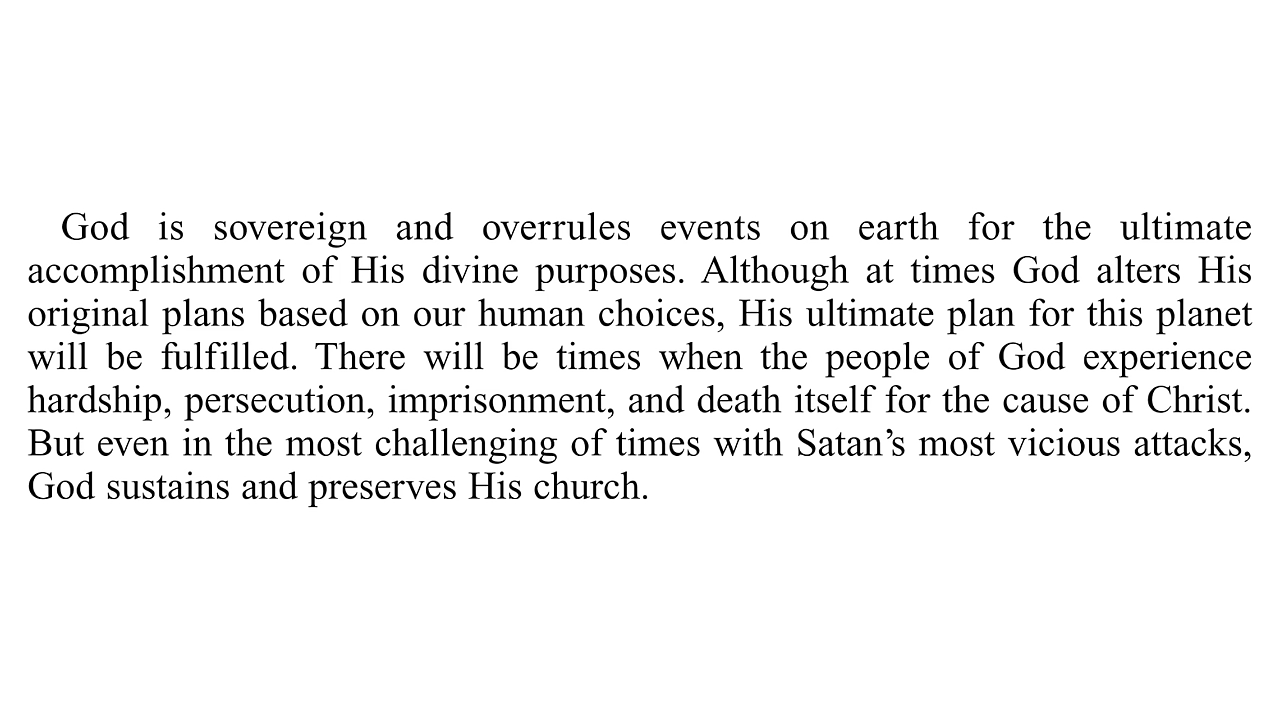 God is sovereign and overrules events on earth for the ultimate
accomplishment of His divine purposes. Although at times God alters His
original plans based on our human choices, His ultimate plan for this planet
will be fulfilled. There will be times when the people of God experience
hardship, persecution, imprisonment, and death itself for the cause of Christ.
But even in the most challenging of times with Satan’s most vicious attacks,
God sustains and preserves His church.